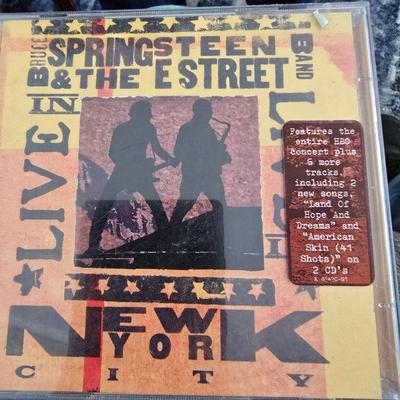 BRUCE
SPRINGSTEEN
& THE E STREET
BAND
LIVE IN
LIVE I
NEW YORK
CITY
Features the
entire HBO
concert plus
6 more
tracks,
including 2
new songs,
"Land Of
Hope And
Dreams" and
"American
Skin (41
Shots)" on
2 CD's